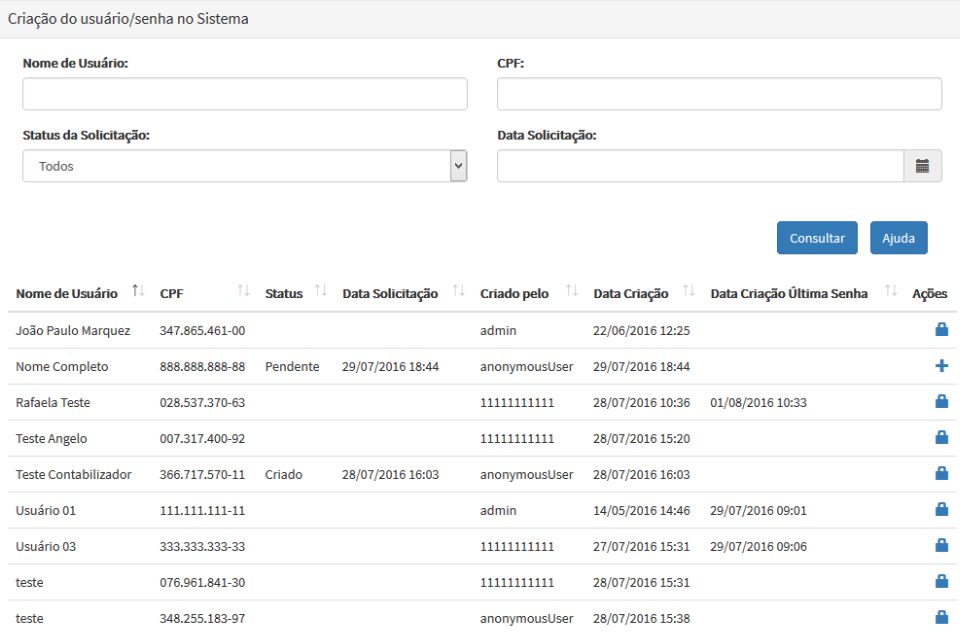 Criação do usuário/senha no Sistema
Nome de Usuário: CPF:
Status da Solicitação: Data Solicitação:
Todos
Consultar Ajuda
Nome de Usuário CPF Status Data Solicitação Criado pelo Data Criação Data Criação Última Senha Ações
João Paulo Marquez 347.865.461-00 admin 22/06/2016 12:25
Nome Completo 888.888.888-88 Pendente 29/07/2016 18:44 anonymousUser 29/07/2016 18:44
Rafaela Teste 028.537.370-63 11111111111 28/07/2016 10:36 01/08/2016 10:33
Teste Angelo 007.317.400-92 11111111111 28/07/2016 15:20
Teste Contabilizador 366.717.570-11 Criado 28/07/2016 16:03 anonymousUser 28/07/2016 16:03
Usuário 01 111.111.111-11 admin 14/05/2016 14:46 29/07/2016 09:01
Usuário 03 333.333.333-33 11111111111 27/07/2016 15:31 29/07/2016 09:06
teste 076.961.841-30 11111111111 28/07/2016 15:31
teste 348.255.183-97 anonymousUser 28/07/2016 15:38